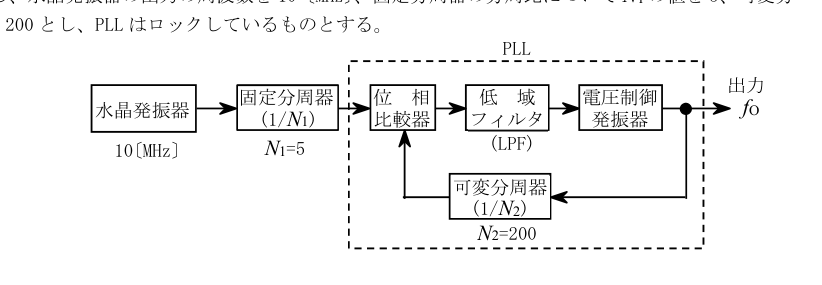 200 とし、PLL はロックしているものとする。
PLL
水晶発振器
10〔MHz〕
固定分周器
(1/N1)
N1=5
位 相
比較器
低 域
フィルタ
(LPF)
電圧制御
発振器
出力
fO
可変分周器
(1/N2)
N2=200